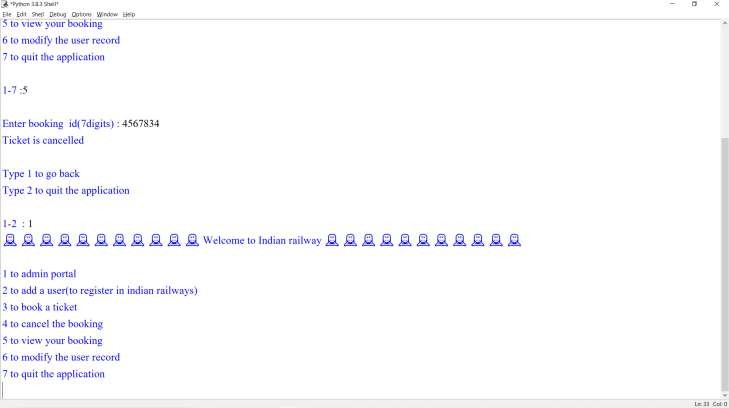 *Python 3.8.3 Shell*
File Edit Shell Debug Options Window Help
5 to view your booking
6 to modify the user record
7 to quit the application
1-7 :5
Enter booking id(7digits) : 4567834
Ticket is cancelled
Type 1 to go back
Type 2 to quit the application
1-2 : 1
Welcome to Indian railway
1 to admin portal
2 to add a user(to register in indian railways)
3 to book a ticket
4 to cancel the booking
5 to view your booking
6 to modify the user record
7 to quit the application
Ln: 33 Col: 0